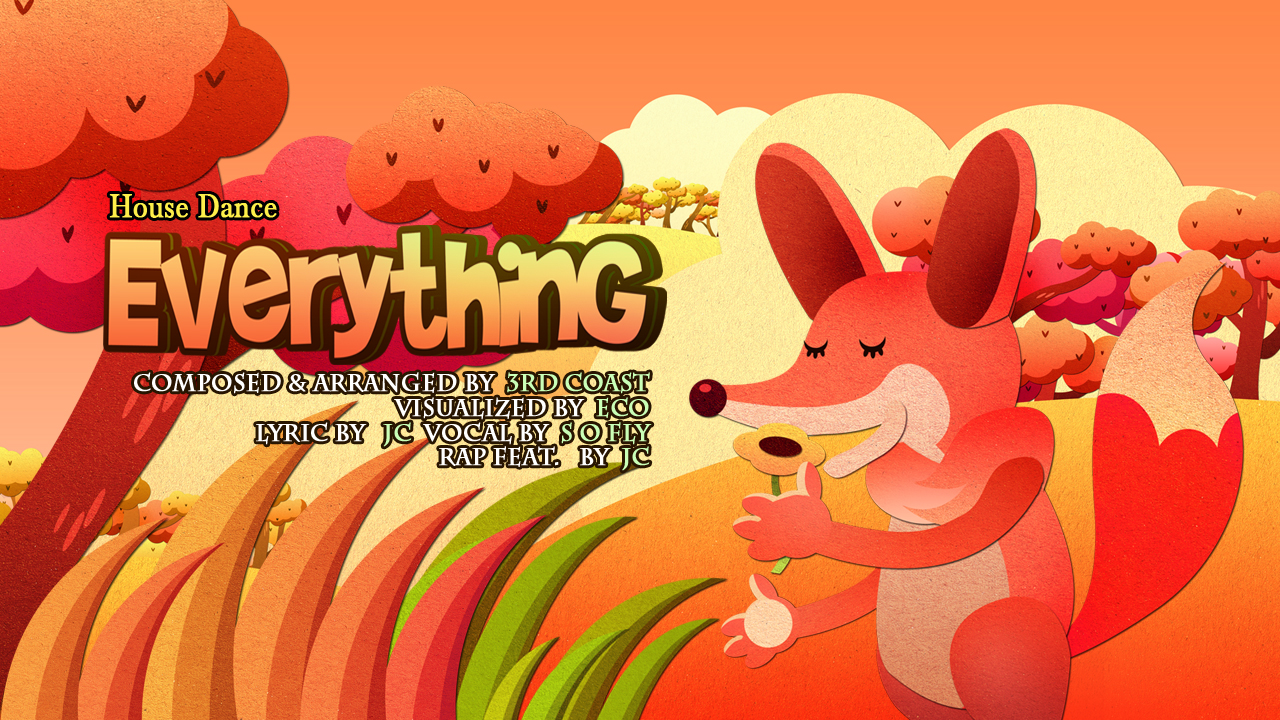 House Dance
EverythinG
COMPOSED & ARRANGED BY 3RD COAST
VISUALIZED BY ECO
LYRIC BY JC VOCAL BY S O FLY
RAP FEAT. BY JC